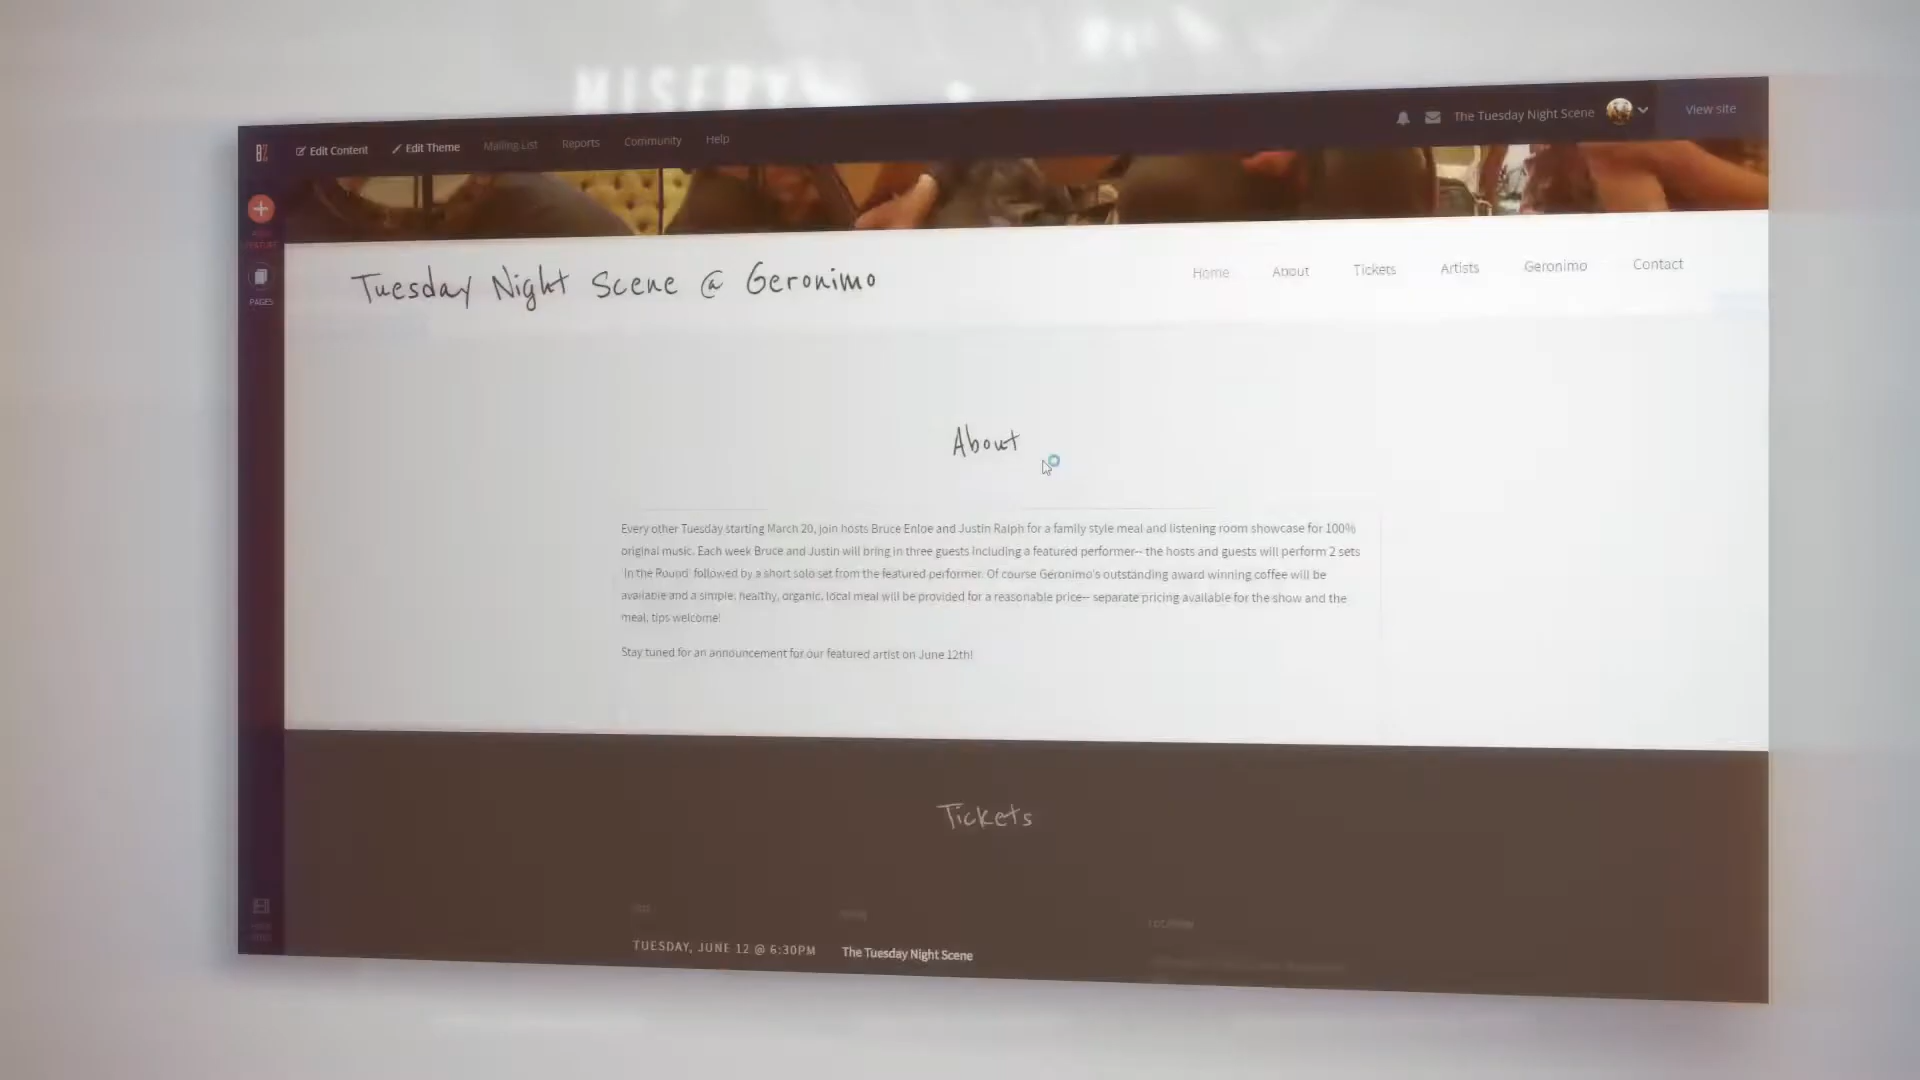 MISERY
Edit Content Edit Theme Mailing List Reports Community Help The Tuesday Night Scene View site
Tuesday Night Scene @ Geronimo
Home About Tickets Artists Geronimo Contact
PAGES
About
Every other Tuesday starting March 20, join hosts Bruce Enloe and Justin Ralph for a family style meal and listening room showcase for 100%
original music. Each week Bruce and Justin will bring in three guests including a featured performer-- the hosts and guests will perform 2 sets
'In the Round' followed by a short solo set from the featured performer. Of course Geronimo's outstanding award winning coffee will be
available and a simple, healthy, organic, local meal will be provided for a reasonable price-- separate pricing available for the show and the
meal, tips welcome!
Stay tuned for an announcement for our featured artist on June 12th!
Tickets
LOCATION
TUESDAY, JUNE 12 @ 6:30PM The Tuesday Night Scene